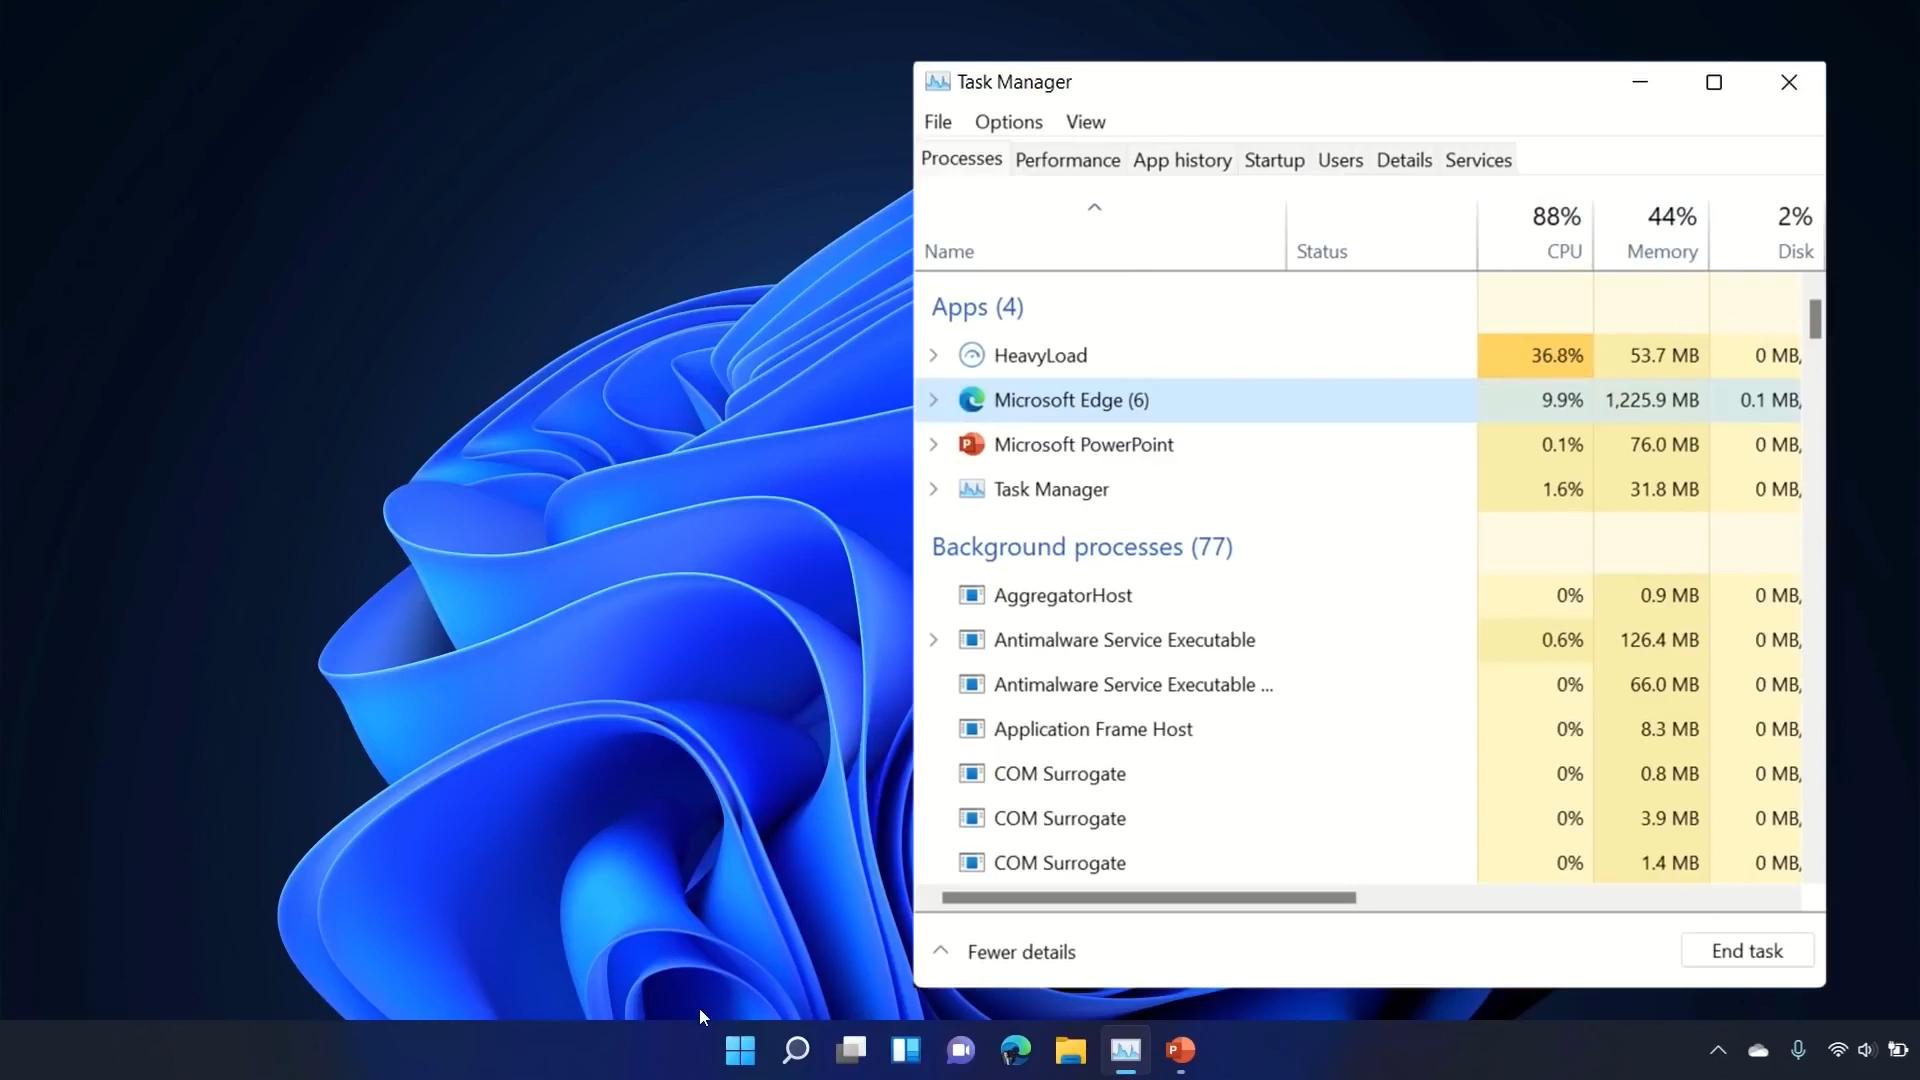 Task Manager
File Options View
Processes Performance App history Startup Users Details Services
88% 44% 2%
Name Status CPU Memory Disk
Apps (4)
HeavyLoad 36.8% 53.7 MB 0 MB,
Microsoft Edge (6) 9.9% 1,225.9 MB 0.1 MB,
Microsoft PowerPoint 0.1% 76.0 MB 0 MB,
Task Manager 1.6% 31.8 MB 0 MB,
Background processes (77)
AggregatorHost 0% 0.9 MB 0 MB,
Antimalware Service Executable 0.6% 126.4 MB 0 MB,
Antimalware Service Executable ... 0% 66.0 MB 0 MB,
Application Frame Host 0% 8.3 MB 0 MB,
COM Surrogate 0% 0.8 MB 0 MB,
COM Surrogate 0% 3.9 MB 0 MB,
COM Surrogate 0% 1.4 MB 0 MB,
Fewer details End task